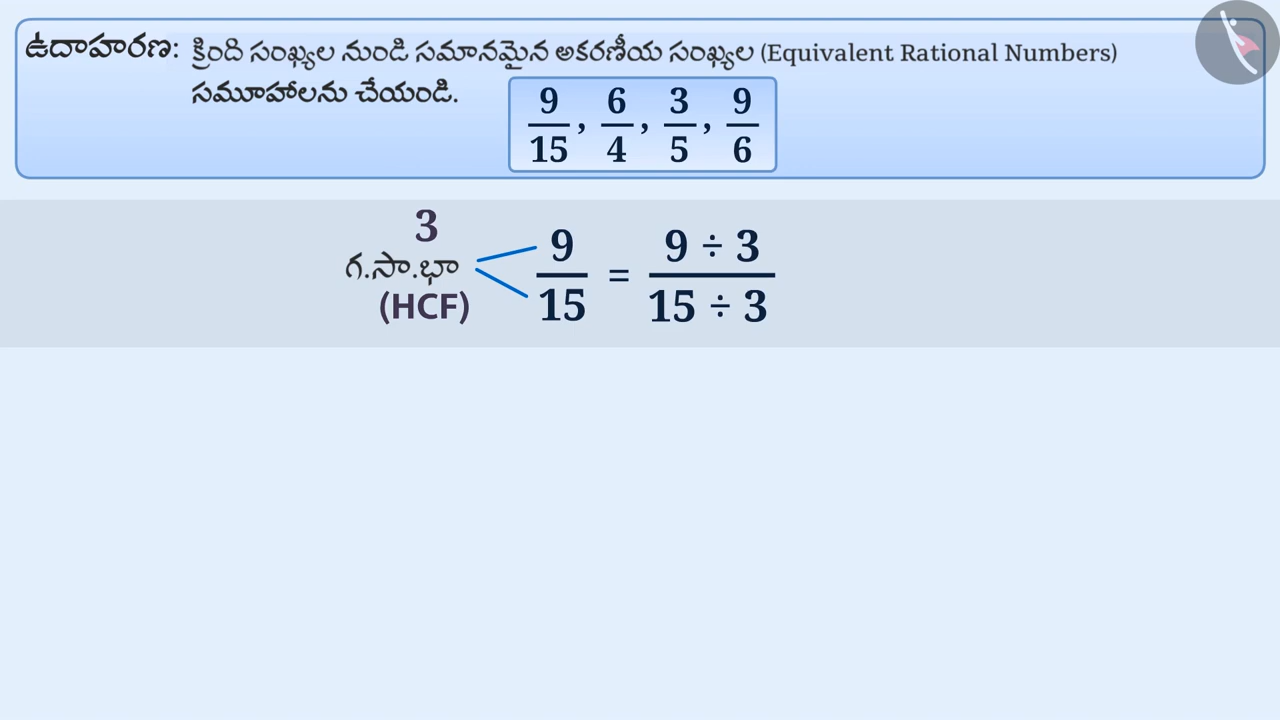 ఉదాహరణ: క్రింది సంఖ్యల నుండి సమానమైన అకరణీయ సంఖ్యల (Equivalent Rational Numbers)
సమూహాలను చేయండి.
9/15, 6/4, 3/5, 9/6
3
గ.సా.భా
(HCF)
9/15 = 9 ÷ 3/15 ÷ 3